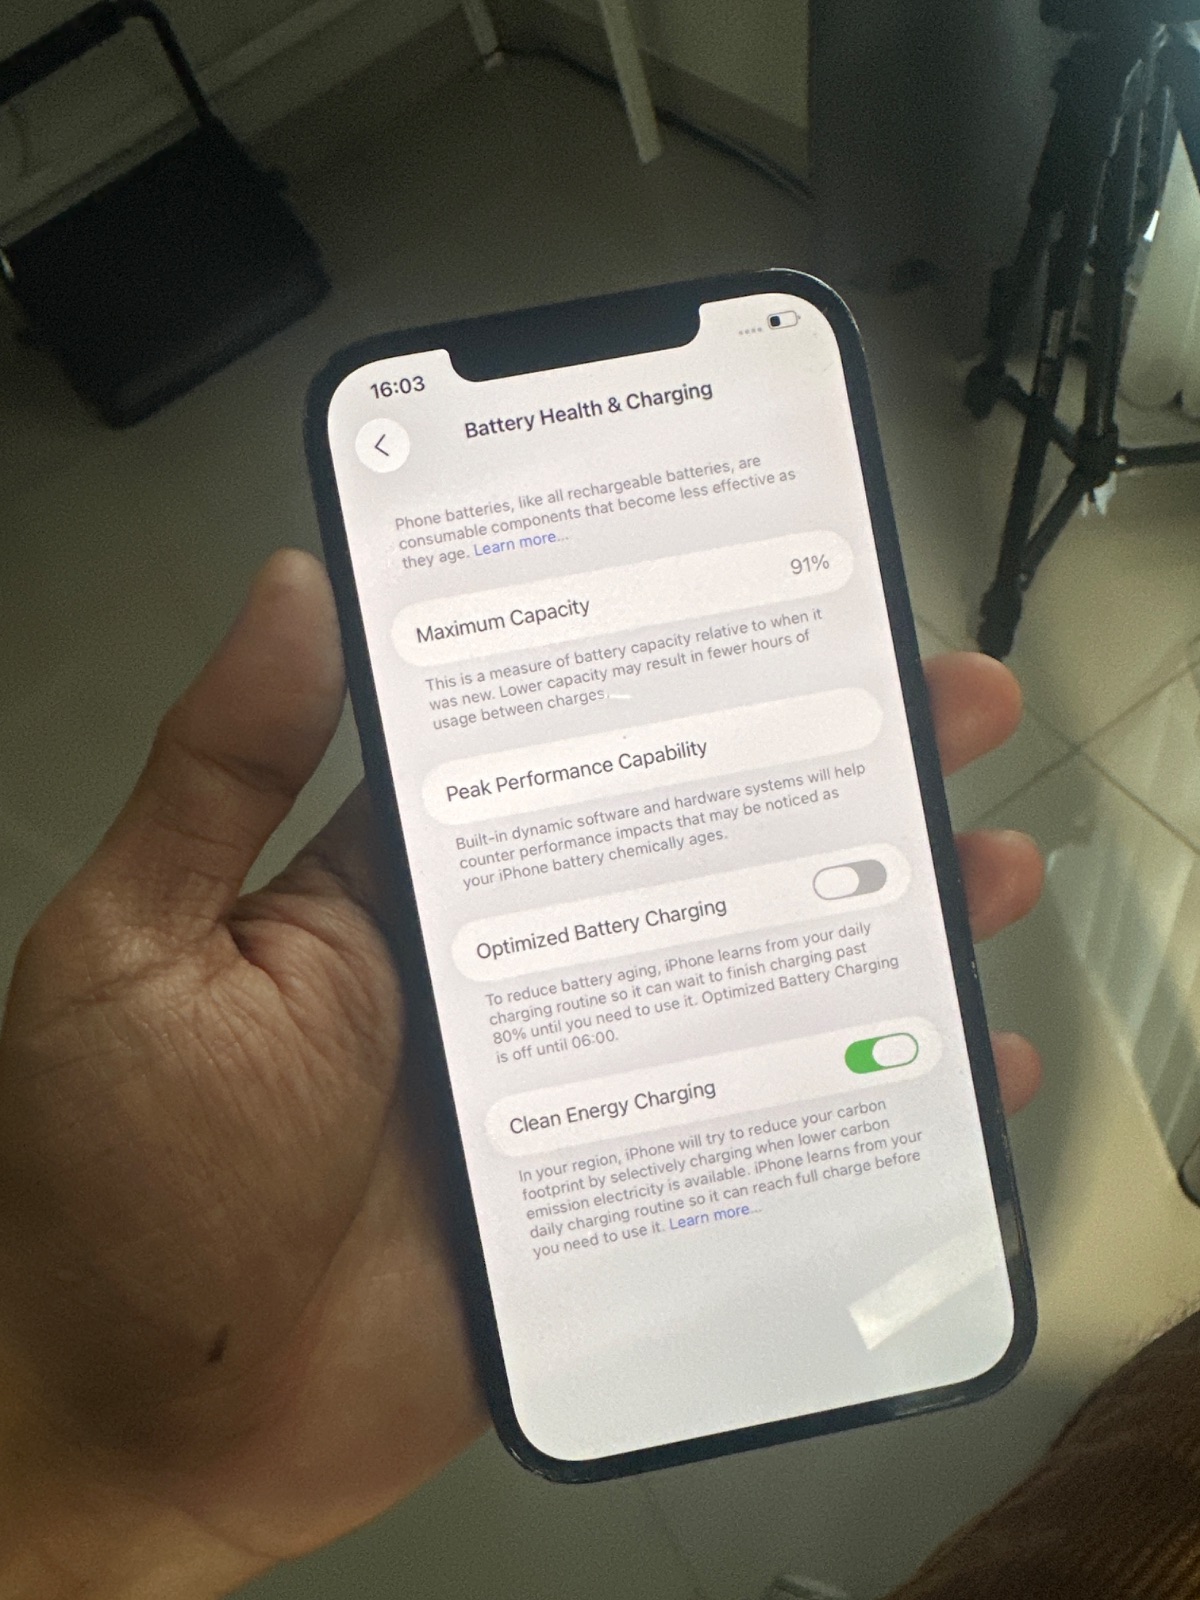 16:03
Battery Health & Charging
Phone batteries, like all rechargeable batteries, are
consumable components that become less effective as
they age. Learn more...
Maximum Capacity 91%
This is a measure of battery capacity relative to when it
was new. Lower capacity may result in fewer hours of
usage between charges.
Peak Performance Capability
Built-in dynamic software and hardware systems will help
counter performance impacts that may be noticed as
your iPhone battery chemically ages.
Optimized Battery Charging
To reduce battery aging, iPhone learns from your daily
charging routine so it can wait to finish charging past
80% until you need to use it. Optimized Battery Charging
is off until 06:00.
Clean Energy Charging
In your region, iPhone will try to reduce your carbon
footprint by selectively charging when lower carbon
emission electricity is available. iPhone learns from your
daily charging routine so it can reach full charge before
you need to use it. Learn more...